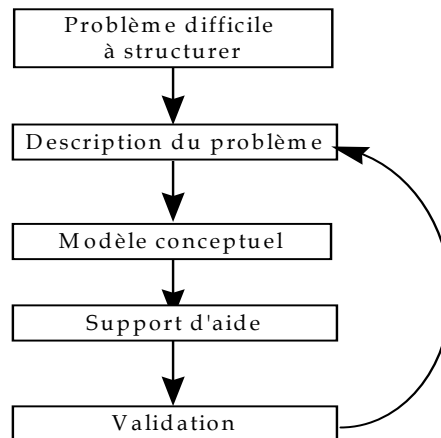 Problème difficile
à structurer
Description du problème
Modèle conceptuel
Support d'aide
Validation